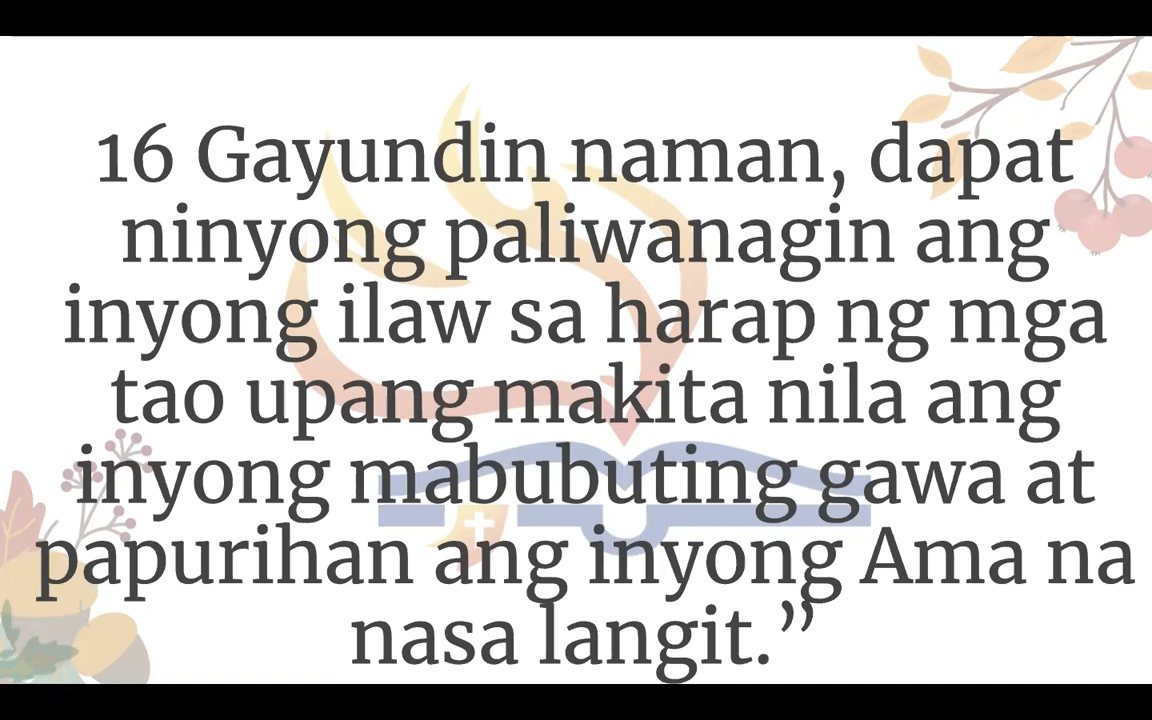 16 Gayundin naman, dapat
ninyong paliwanagin ang
inyong ilaw sa harap ng mga
tao upang makita nila ang
inyong mabubuting gawa at
papurihan ang inyong Ama na
nasa langit.”